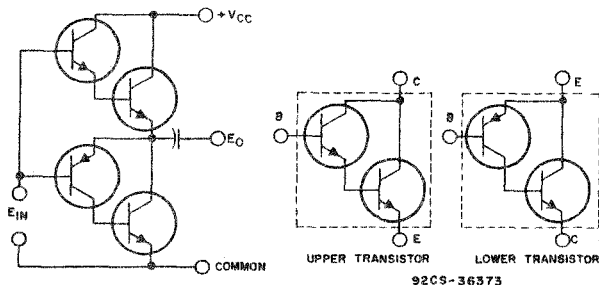 +VCC
EO
EIN
COMMON
C
B
E
UPPER TRANSISTOR
E
B
C
LOWER TRANSISTOR
92CS-36373